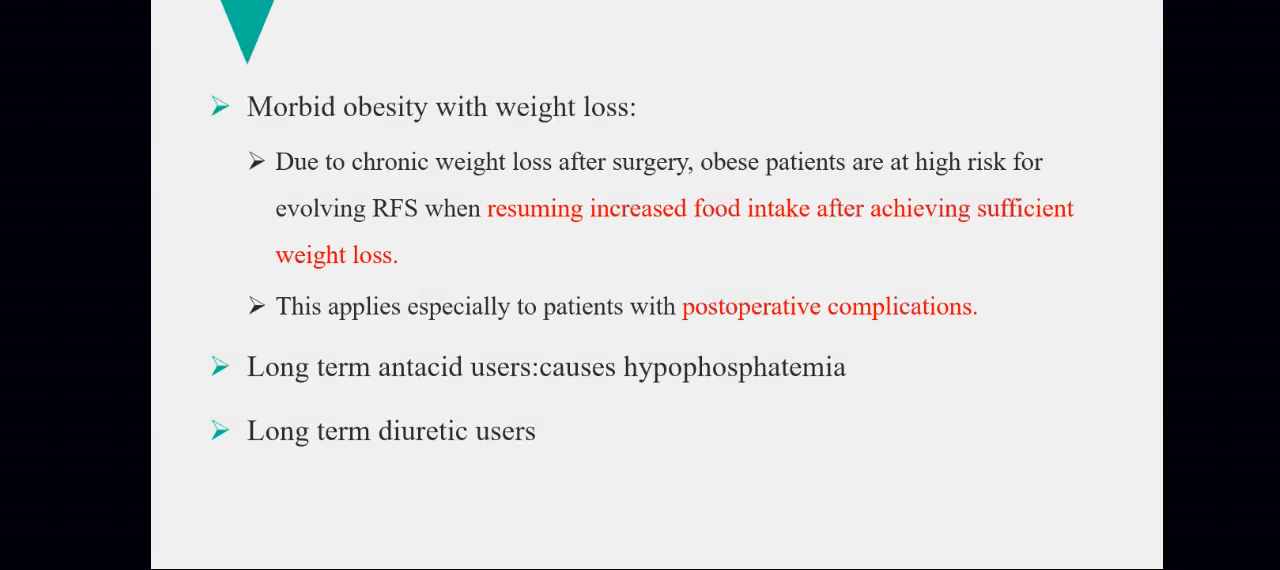 Morbid obesity with weight loss:
Due to chronic weight loss after surgery, obese patients are at high risk for
evolving RFS when resuming increased food intake after achieving sufficient
weight loss.
This applies especially to patients with postoperative complications.
Long term antacid users:causes hypophosphatemia
Long term diuretic users